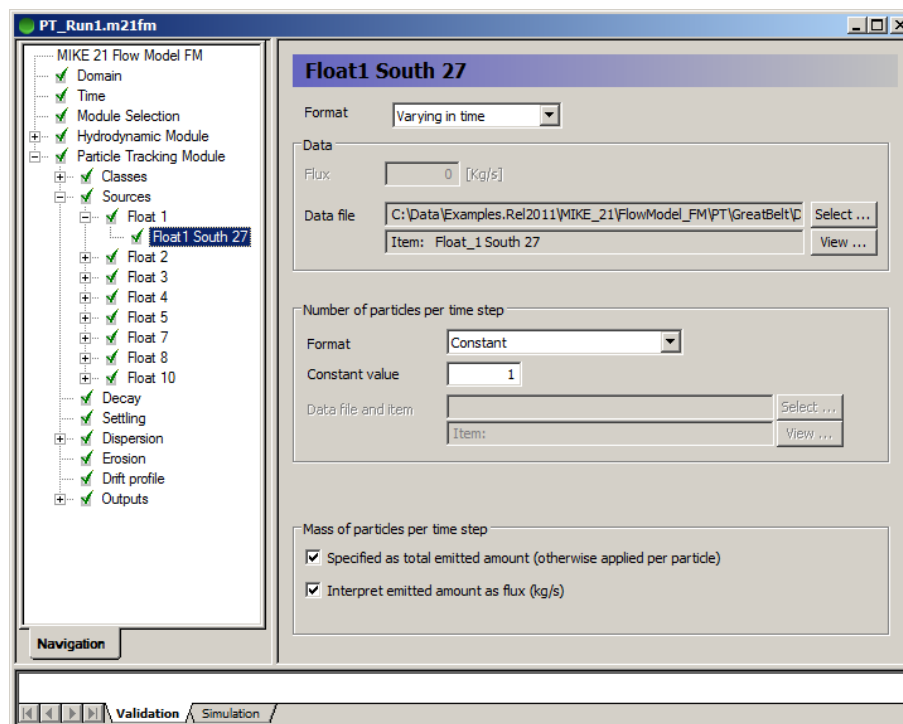 PT_Run1.m21fm
MIKE 21 Flow Model FM
Domain
Time
Module Selection
Hydrodynamic Module
Particle Tracking Module
Classes
Sources
Float 1
Float1 South 27
Float 2
Float 3
Float 4
Float 5
Float 7
Float 8
Float 10
Decay
Settling
Dispersion
Erosion
Drift profile
Outputs
Navigation
Float1 South 27
Format Varying in time
Data
Flux 0 [Kg/s]
Data file C:\Data\Examples.Rel2011\MIKE_21\FlowModel_FM\PT\GreatBelt\D Select ...
Item: Float_1 South 27 View ...
Number of particles per time step
Format Constant
Constant value 1
Data file and item Select ...
Item: View ...
Mass of particles per time step
Specified as total emitted amount (otherwise applied per particle)
Interpret emitted amount as flux (kg/s)
Validation Simulation